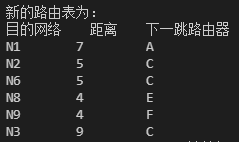 新的路由表为：
目的网络 距离 下一跳路由器
N1 7 A
N2 5 C
N6 5 C
N8 4 E
N9 4 F
N3 9 C